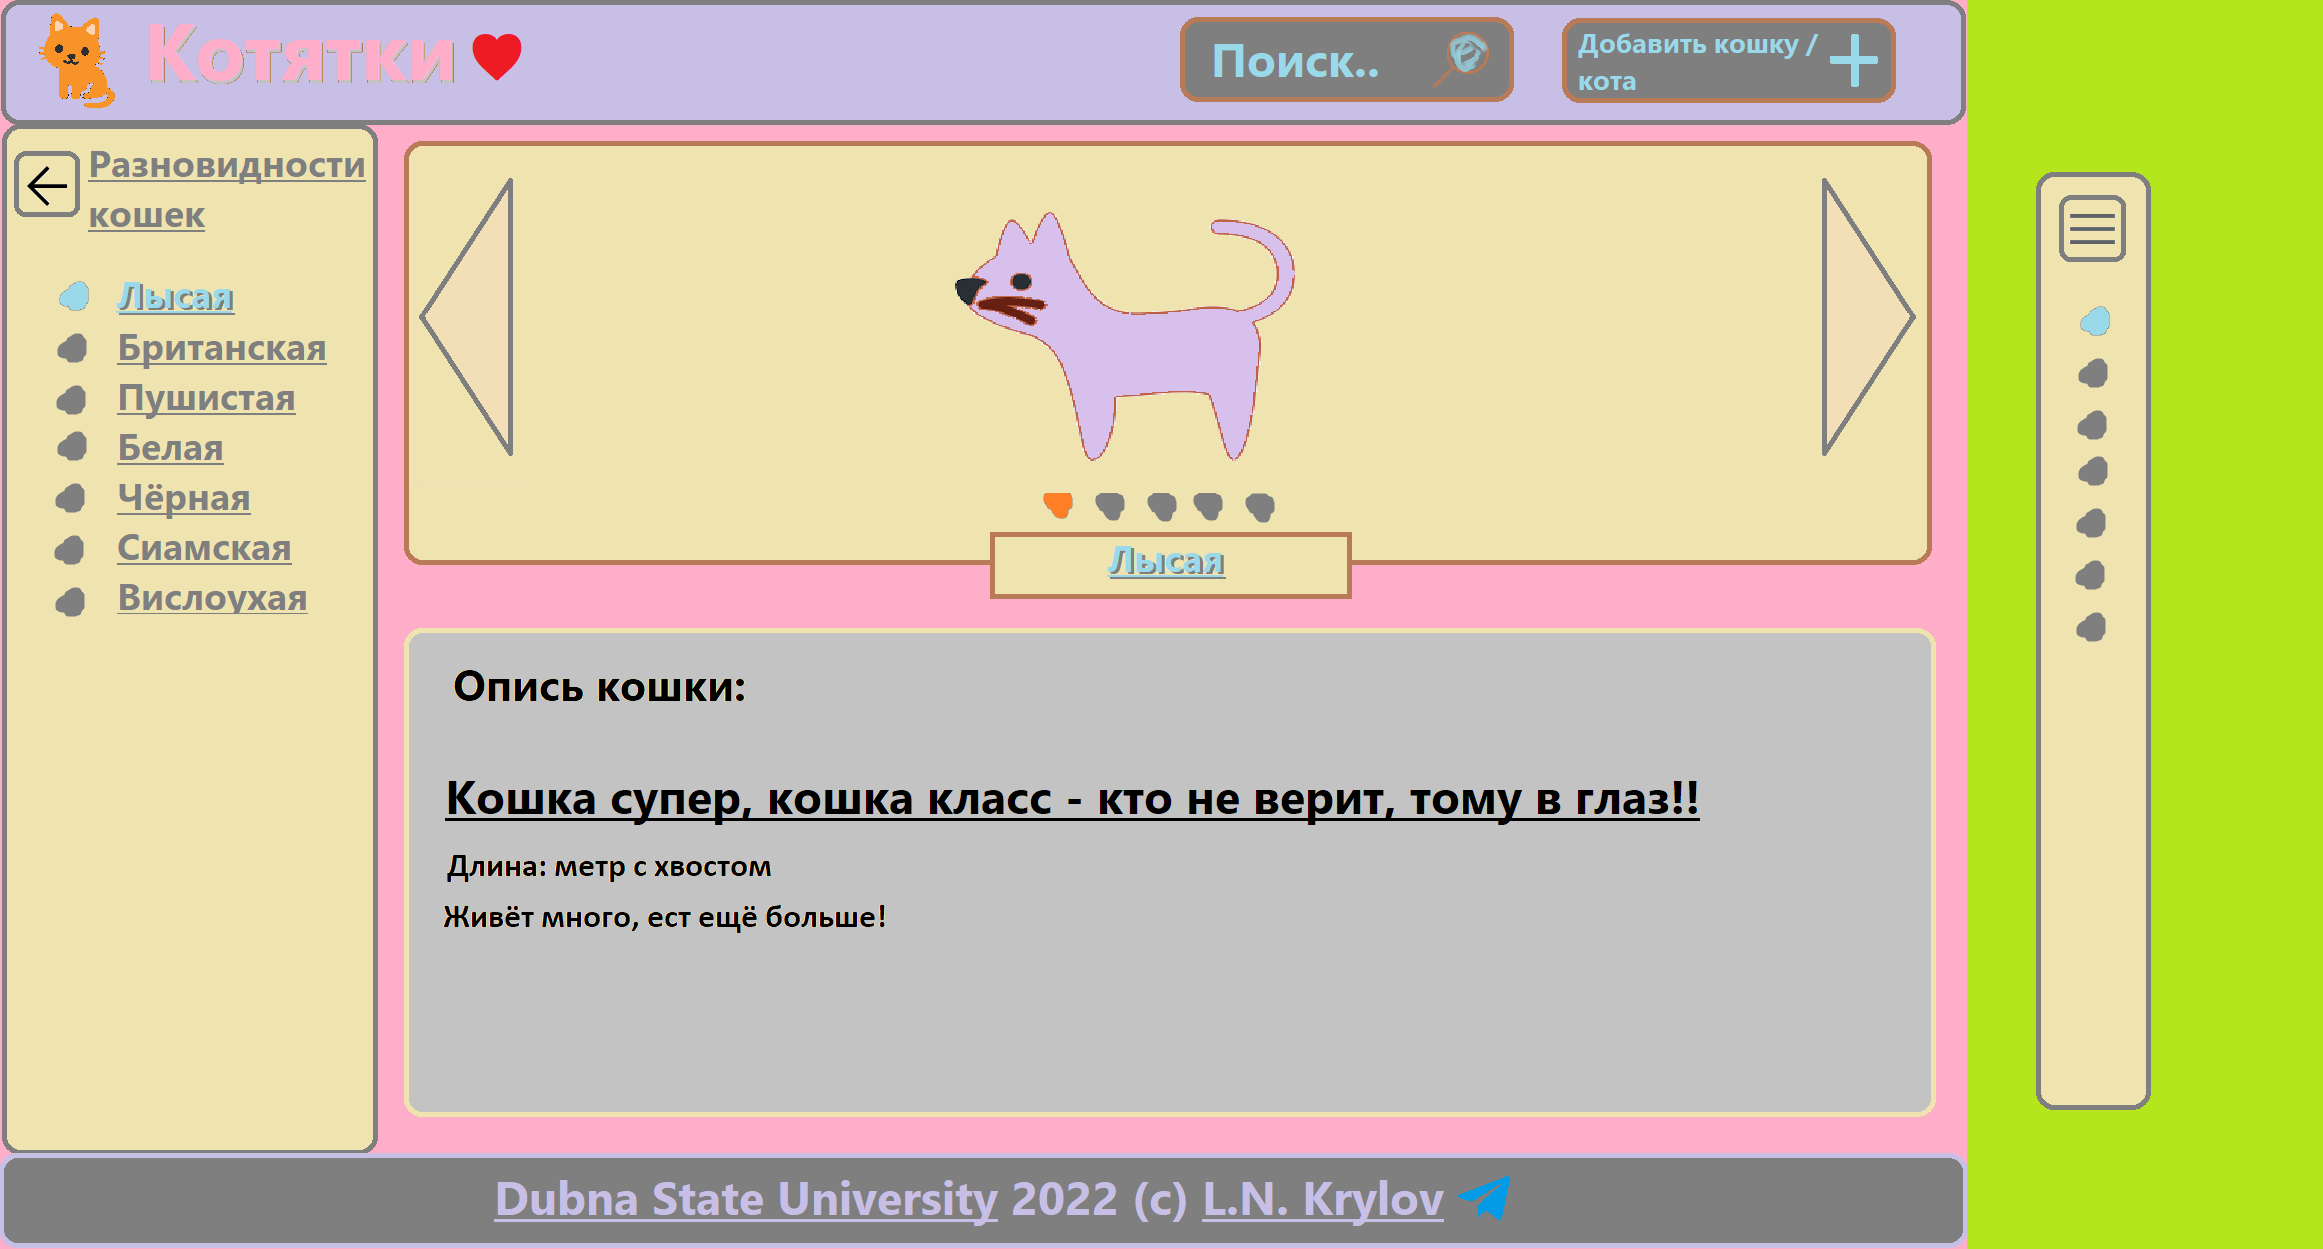 Котятки
Поиск..
Добавить кошку /
кота
Разновидности
кошек
Лысая
Британская
Пушистая
Белая
Чёрная
Сиамская
Вислоухая
Лысая
Опись кошки:
Кошка супер, кошка класс - кто не верит, тому в глаз!!
Длина: метр с хвостом
Живёт много, ест ещё больше!
Dubna State University 2022 (c) L.N. Krylov